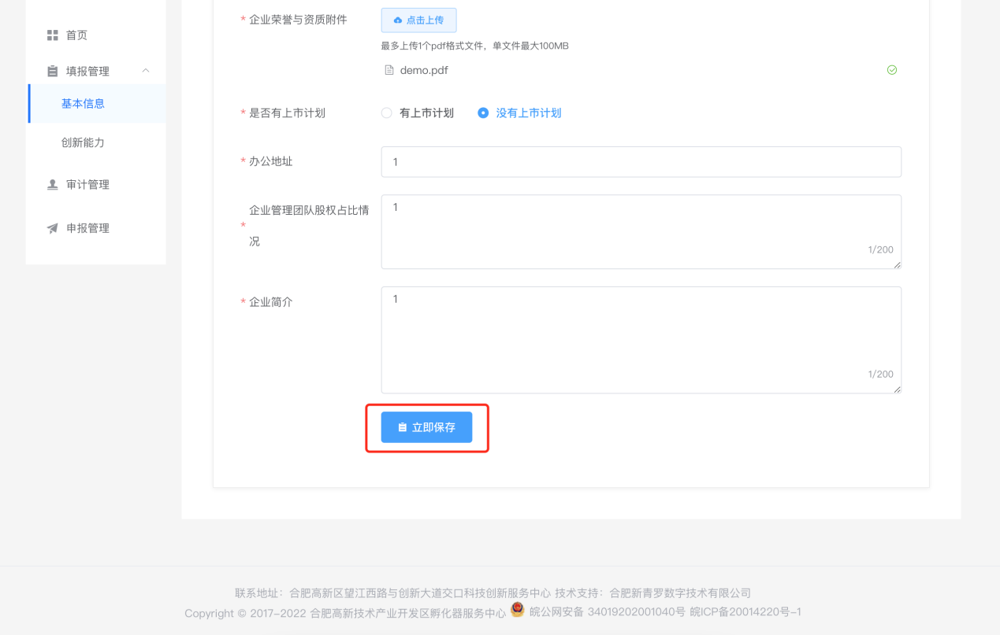 首页
填报管理
基本信息
创新能力
审计管理
申报管理
* 企业荣誉与资质附件
点击上传
最多上传1个pdf格式文件，单文件最大100MB
demo.pdf
* 是否有上市计划
有上市计划 没有上市计划
* 办公地址
1
* 企业管理团队股权占比情
况
1
1/200
* 企业简介
1
1/200
立即保存
联系地址：合肥高新区望江西路与创新大道交口科技创新服务中心 技术支持：合肥新青罗数字技术有限公司
Copyright © 2017-2022 合肥高新技术产业开发区孵化器服务中心 皖公网安备 34019202001040号 皖ICP备20014220号-1